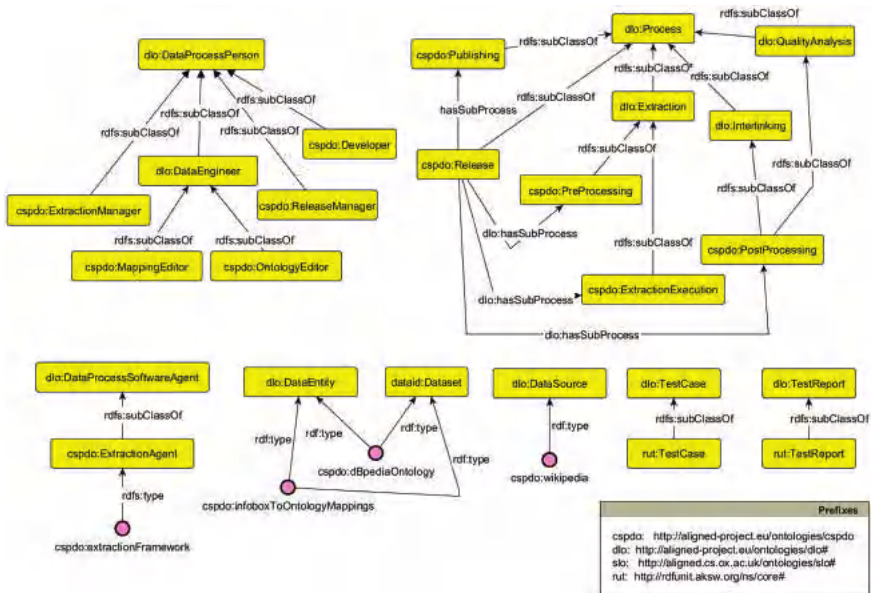 dlo:DataProcessPerson
rdfs:subClassOf
rdfs:subClassOf
rdfs:subClassOf
rdfs:subClassOf
cspdo:Developer
dlo:DataEngineer
cspdo:ExtractionManager
cspdo:ReleaseManager
rdfs:subClassOf
rdfs:subClassOf
cspdo:MappingEditor
cspdo:OntologyEditor
rdfs:subClassOf
dlo:Process
dlo:QualityAnalysis
cspdo:Publishing
rdfs:subClassOf
rdfs:subClassOf
hasSubProcess
rdfs:subClassOf
dlo:Extraction
rdfs:subClassOf
dlo:Interlinking
cspdo:Release
rdfs:subClassOf
rdfs:subClassOf
cspdo:PreProcessing
rdfs:subClassOf
dlo:hasSubProcess
rdfs:subClassOf
cspdo:PostProcessing
dlo:hasSubProcess
cspdo:ExtractionExecution
dlo:hasSubProcess
dlo:DataProcessSoftwareAgent
rdfs:subClassOf
cspdo:ExtractionAgent
rdfs:type
cspdo:extractionFramework
dlo:DataEntity
dataid:Dataset
rdf:type
rdf:type
rdf:type
rdf:type
cspdo:dBpediaOntology
cspdo:infoboxToOntologyMappings
dlo:DataSource
rdf:type
cspdo:wikipedia
dlo:TestCase
rdfs:subClassOf
rut:TestCase
dlo:TestReport
rdfs:subClassOf
rut:TestReport
Prefixes
cspdo: http://aligned-project.eu/ontologies/cspdo
dlo: http://aligned-project.eu/ontologies/dlo#
slo: http://aligned.cs.ox.ac.uk/ontologies/slo#
rut: http://rdfunit.aksw.org/ns/core#